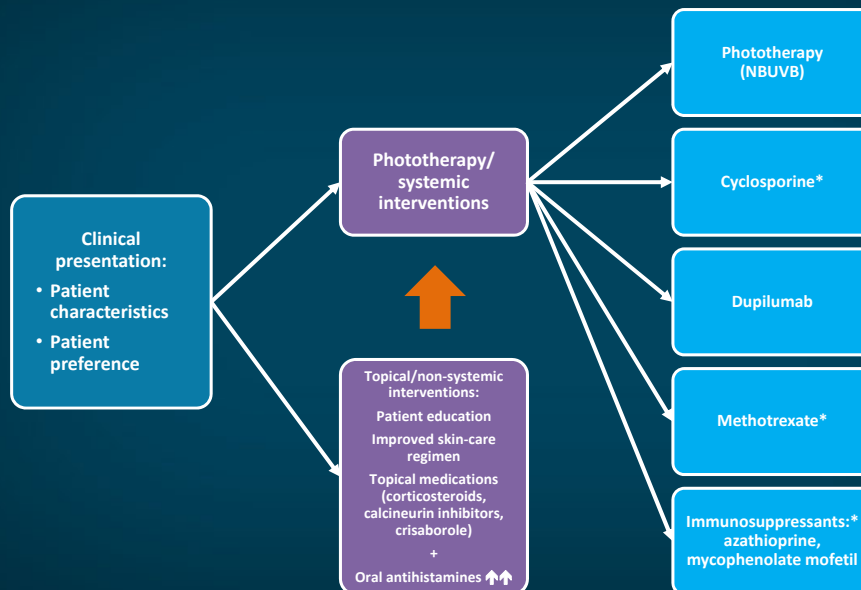 Clinical
presentation:
• Patient
characteristics
• Patient
preference
Phototherapy/
systemic
interventions
Topical/non-systemic
interventions:
Patient education
Improved skin-care
regimen
Topical medications
(corticosteroids,
calcineurin inhibitors,
crisaborole)
+
Oral antihistamines
Phototherapy
(NBUVB)
Cyclosporine*
Dupilumab
Methotrexate*
Immunosuppressants:*
azathioprine,
mycophenolate mofetil